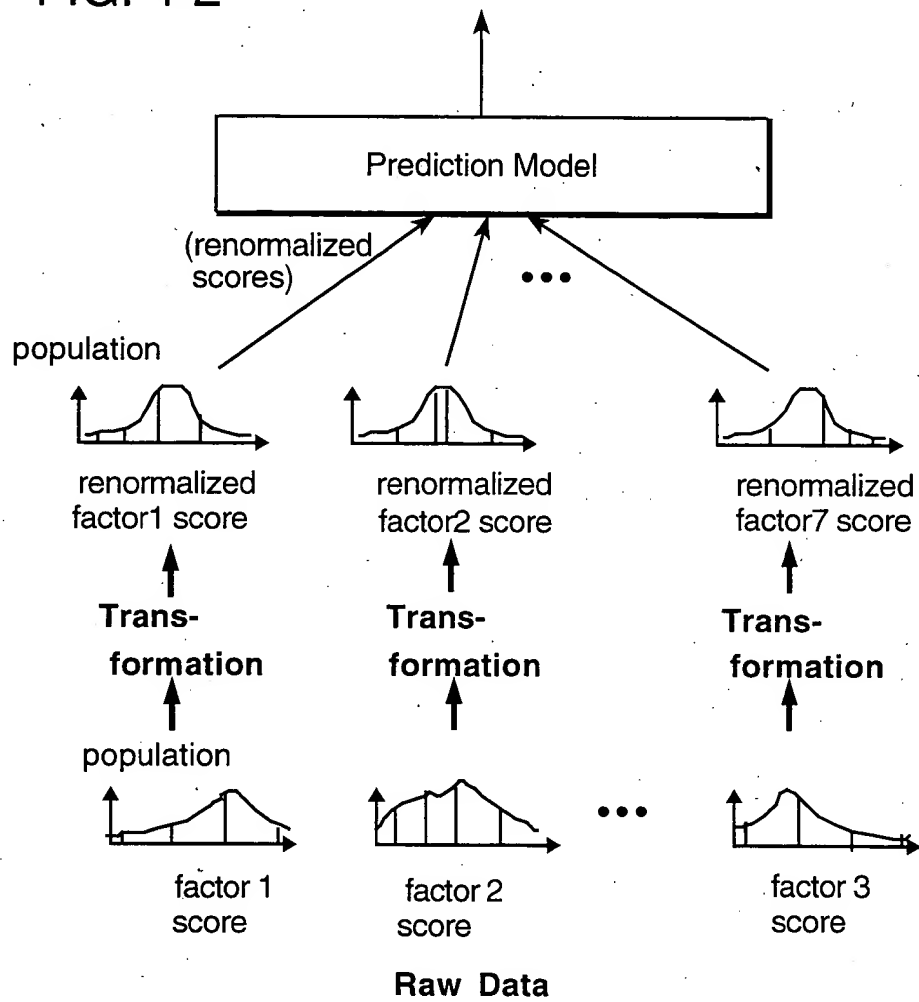 Prediction Model
(renormalized
scores)
•••
population
renormalized
factor1 score
renormalized
factor2 score
renormalized
factor7 score
Trans-
formation
Trans-
formation
Trans-
formation
population
•••
factor 1
score
factor 2
score
factor 3
score
Raw Data